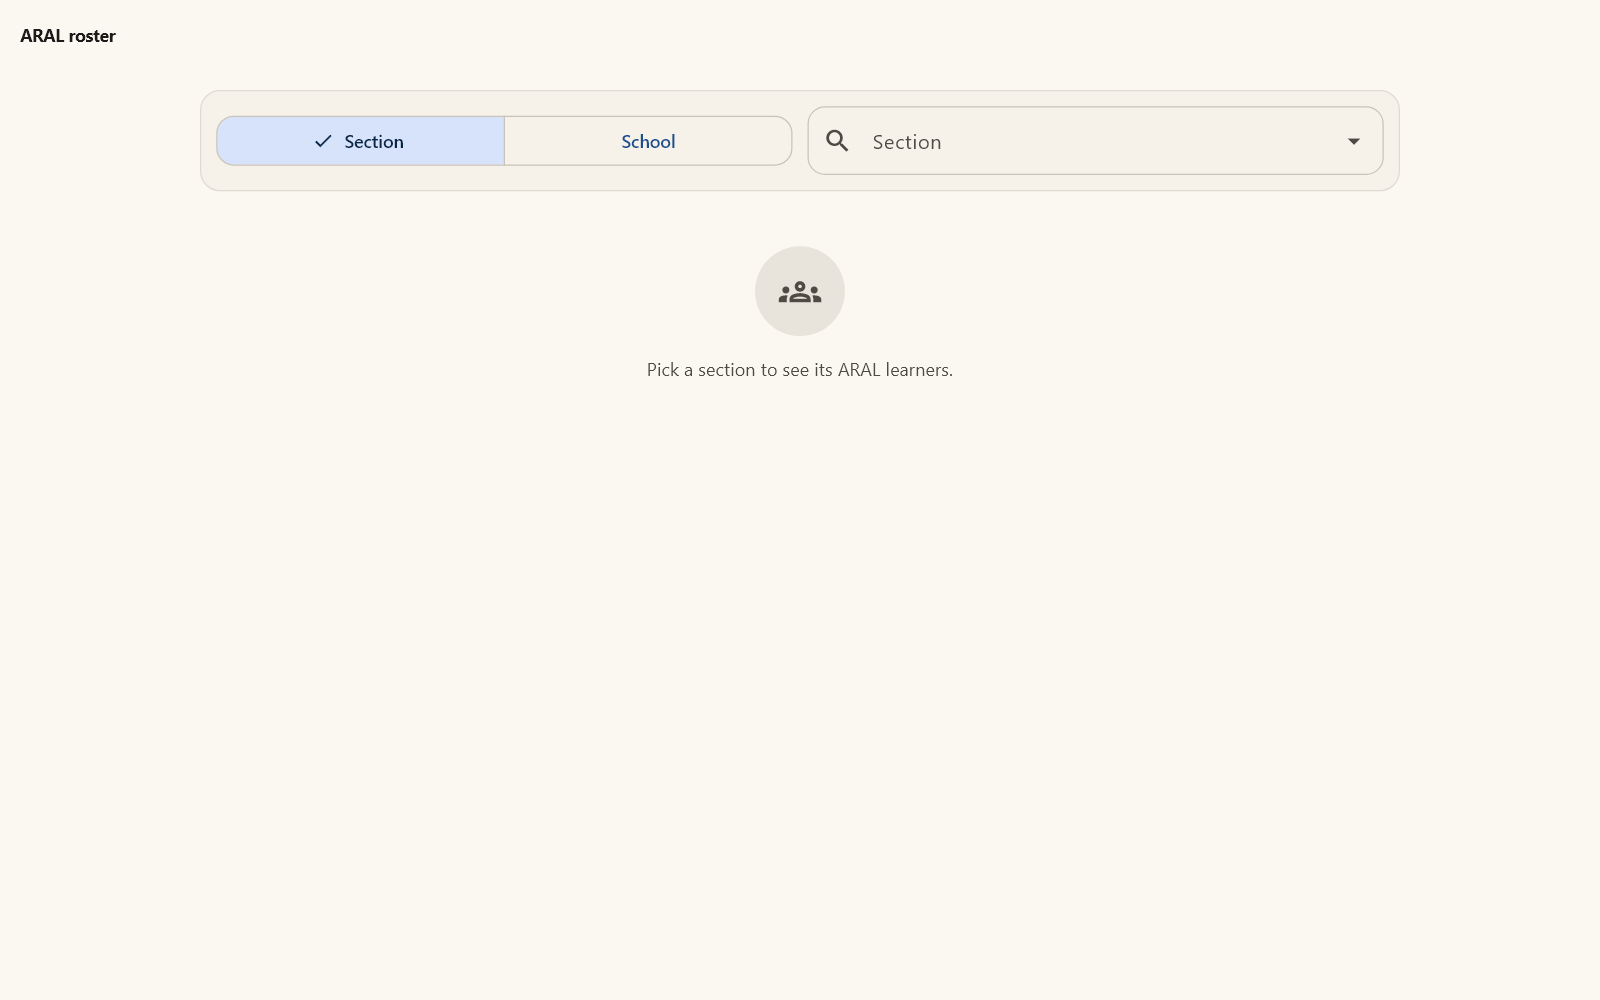 ARAL roster
Section
School
Section
Pick a section to see its ARAL learners.